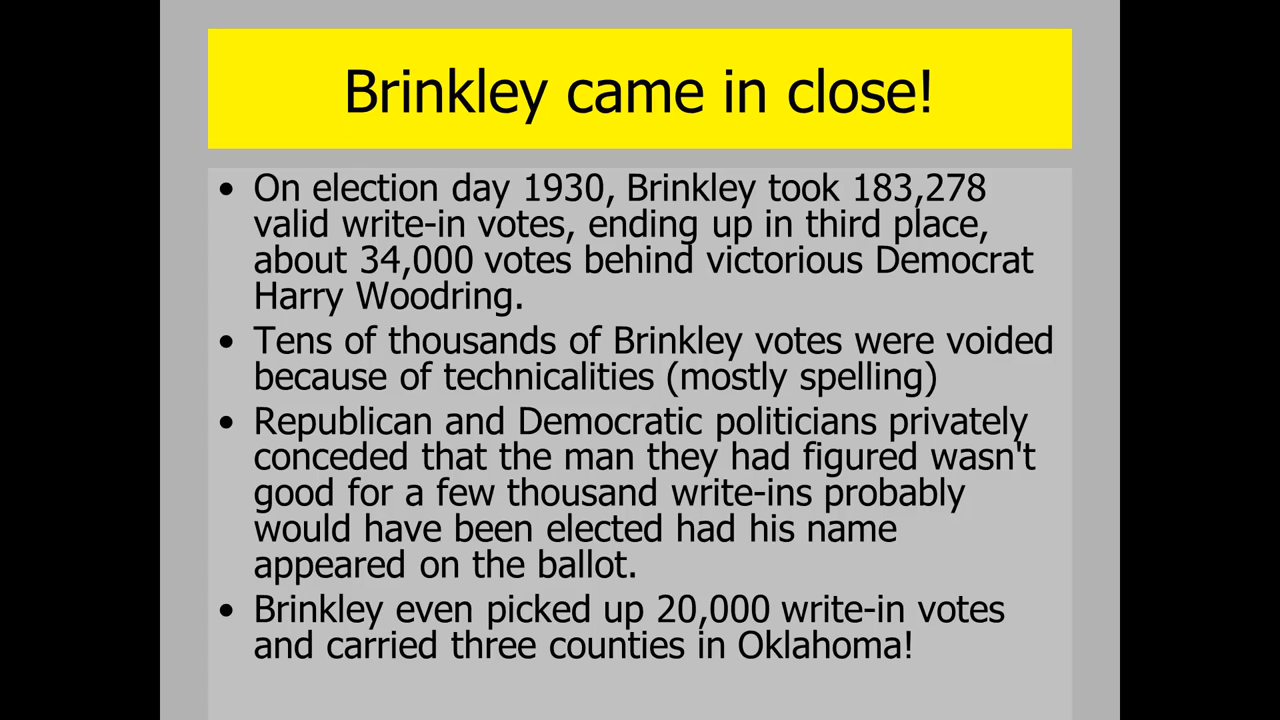 Brinkley came in close!
• On election day 1930, Brinkley took 183,278
valid write-in votes, ending up in third place,
about 34,000 votes behind victorious Democrat
Harry Woodring.
• Tens of thousands of Brinkley votes were voided
because of technicalities (mostly spelling)
• Republican and Democratic politicians privately
conceded that the man they had figured wasn't
good for a few thousand write-ins probably
would have been elected had his name
appeared on the ballot.
• Brinkley even picked up 20,000 write-in votes
and carried three counties in Oklahoma!